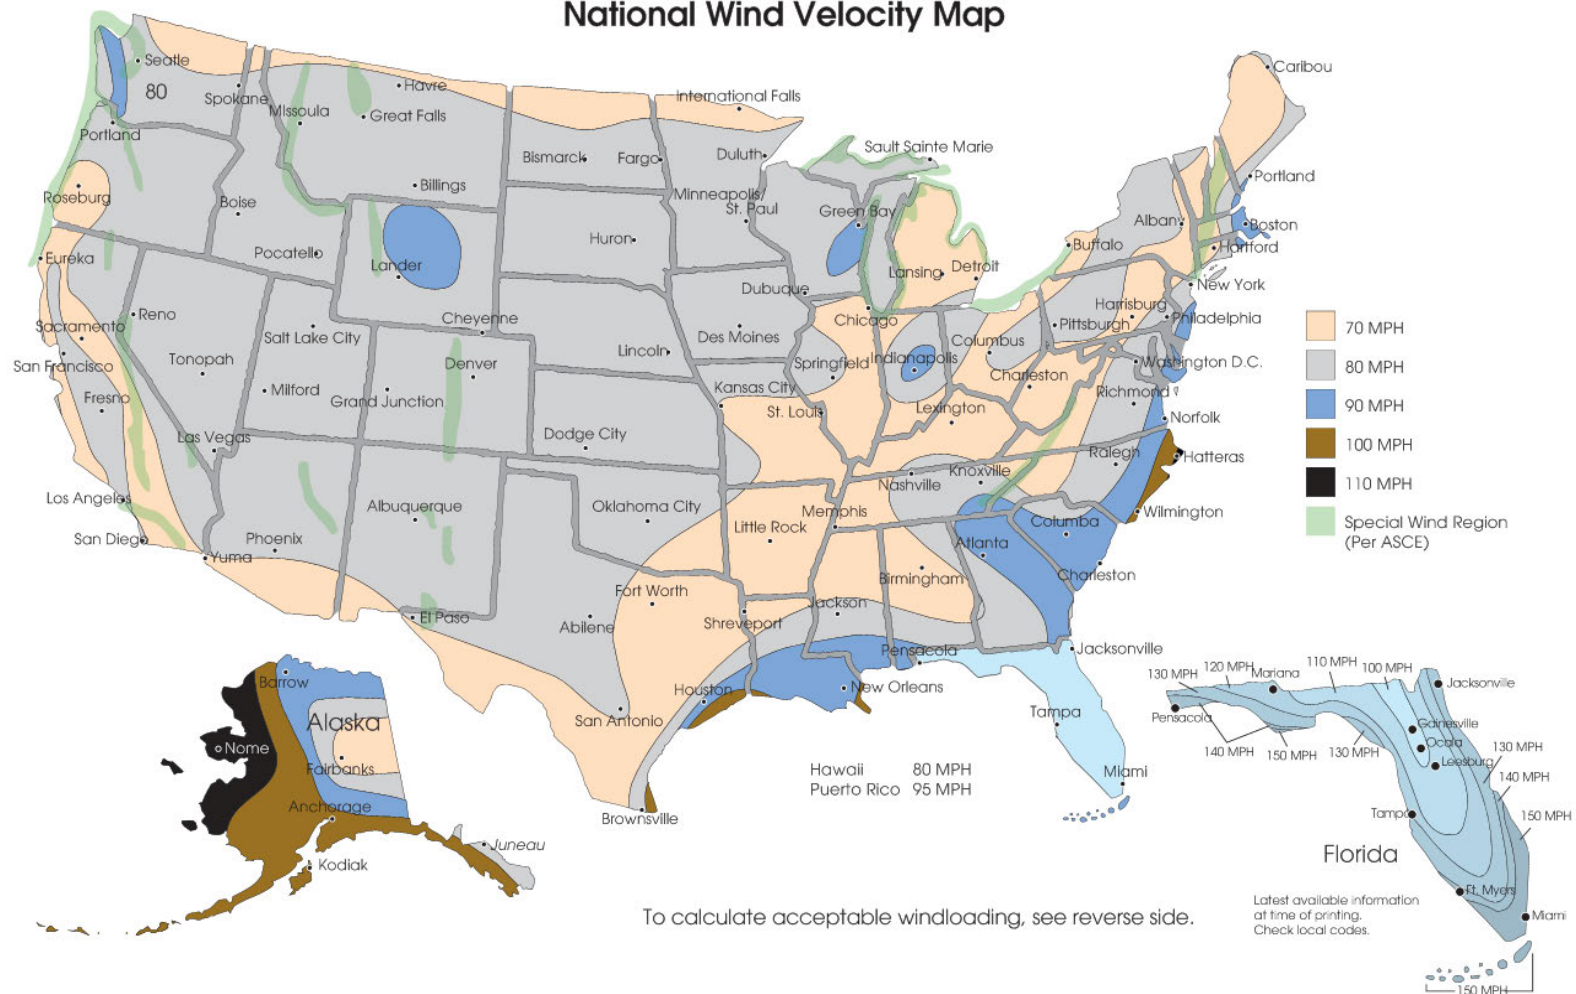 National Wind Velocity Map
Seatle
80
Spokane
Missoula
Havre
Great Falls
International Falls
Caribou
Portland
Bismarck
Fargo
Duluth
Sault Sainte Marie
Roseburg
Boise
Billings
Minneapolis/
St. Paul
Green Bay
Portland
Albany
Boston
Buffalo
Hartford
Eureka
Pocatello
Lander
Huron
Lansing
Detroit
New York
Dubuque
Reno
Cheyenne
Chicago
Harrisburg
Philadelphia
Sacramento
Salt Lake City
Des Moines
Pittsburgh
San Francisco
Tonopah
Denver
Lincoln
Springfield
Indianapolis
Columbus
Washington D.C.
Fresno
Milford
Grand Junction
Kansas City
Charleston
Richmond
St. Louis
Lexington
Norfolk
Las Vegas
Dodge City
Ralegh
Hatteras
Knoxville
Nashville
Los Angeles
Albuquerque
Oklahoma City
Memphis
Little Rock
Columba
Wilmington
San Diego
Phoenix
Yuma
Atlanta
Birmingham
Charleston
Fort Worth
El Paso
Abilene
Shreveport
Jackson
Pensacola
Jacksonville
Houston
New Orleans
San Antonio
Tampa
Miami
Brownsville
70 MPH
80 MPH
90 MPH
100 MPH
110 MPH
Special Wind Region
(Per ASCE)
Barrow
Alaska
Nome
Fairbanks
Anchorage
Juneau
Kodiak
Hawaii 80 MPH
Puerto Rico 95 MPH
130 MPH
120 MPH
Mariana
110 MPH
100 MPH
Jacksonville
Pensacola
Gainesville
Ocala
Leesburg
140 MPH
150 MPH
130 MPH
130 MPH
140 MPH
150 MPH
Tampa
Florida
Ft. Myers
Miami
150 MPH
Latest available information
at time of printing.
Check local codes.
To calculate acceptable windloading, see reverse side.